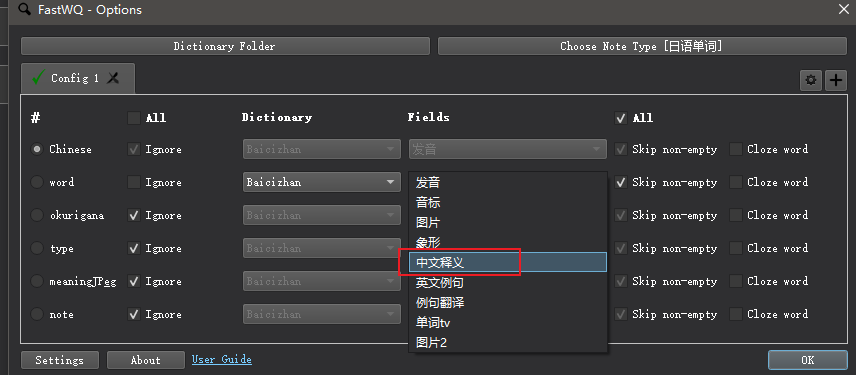 FastWQ - Options
Dictionary Folder
Choose Note Type [日语单词]
Config 1
# All Dictionary Fields All
Chinese Ignore Baicizhan 发音 Skip non-empty Cloze word
word Ignore Baicizhan 发音 Skip non-empty Cloze word
音标
okurigana Ignore Baicizhan 图片 Skip non-empty Cloze word
象形
type Ignore Baicizhan 中文释义 Skip non-empty Cloze word
meaningJPeg Ignore Baicizhan 英文例句 Skip non-empty Cloze word
例句翻译
note Ignore Baicizhan 单词tv Skip non-empty Cloze word
图片2
Settings About User Guide OK